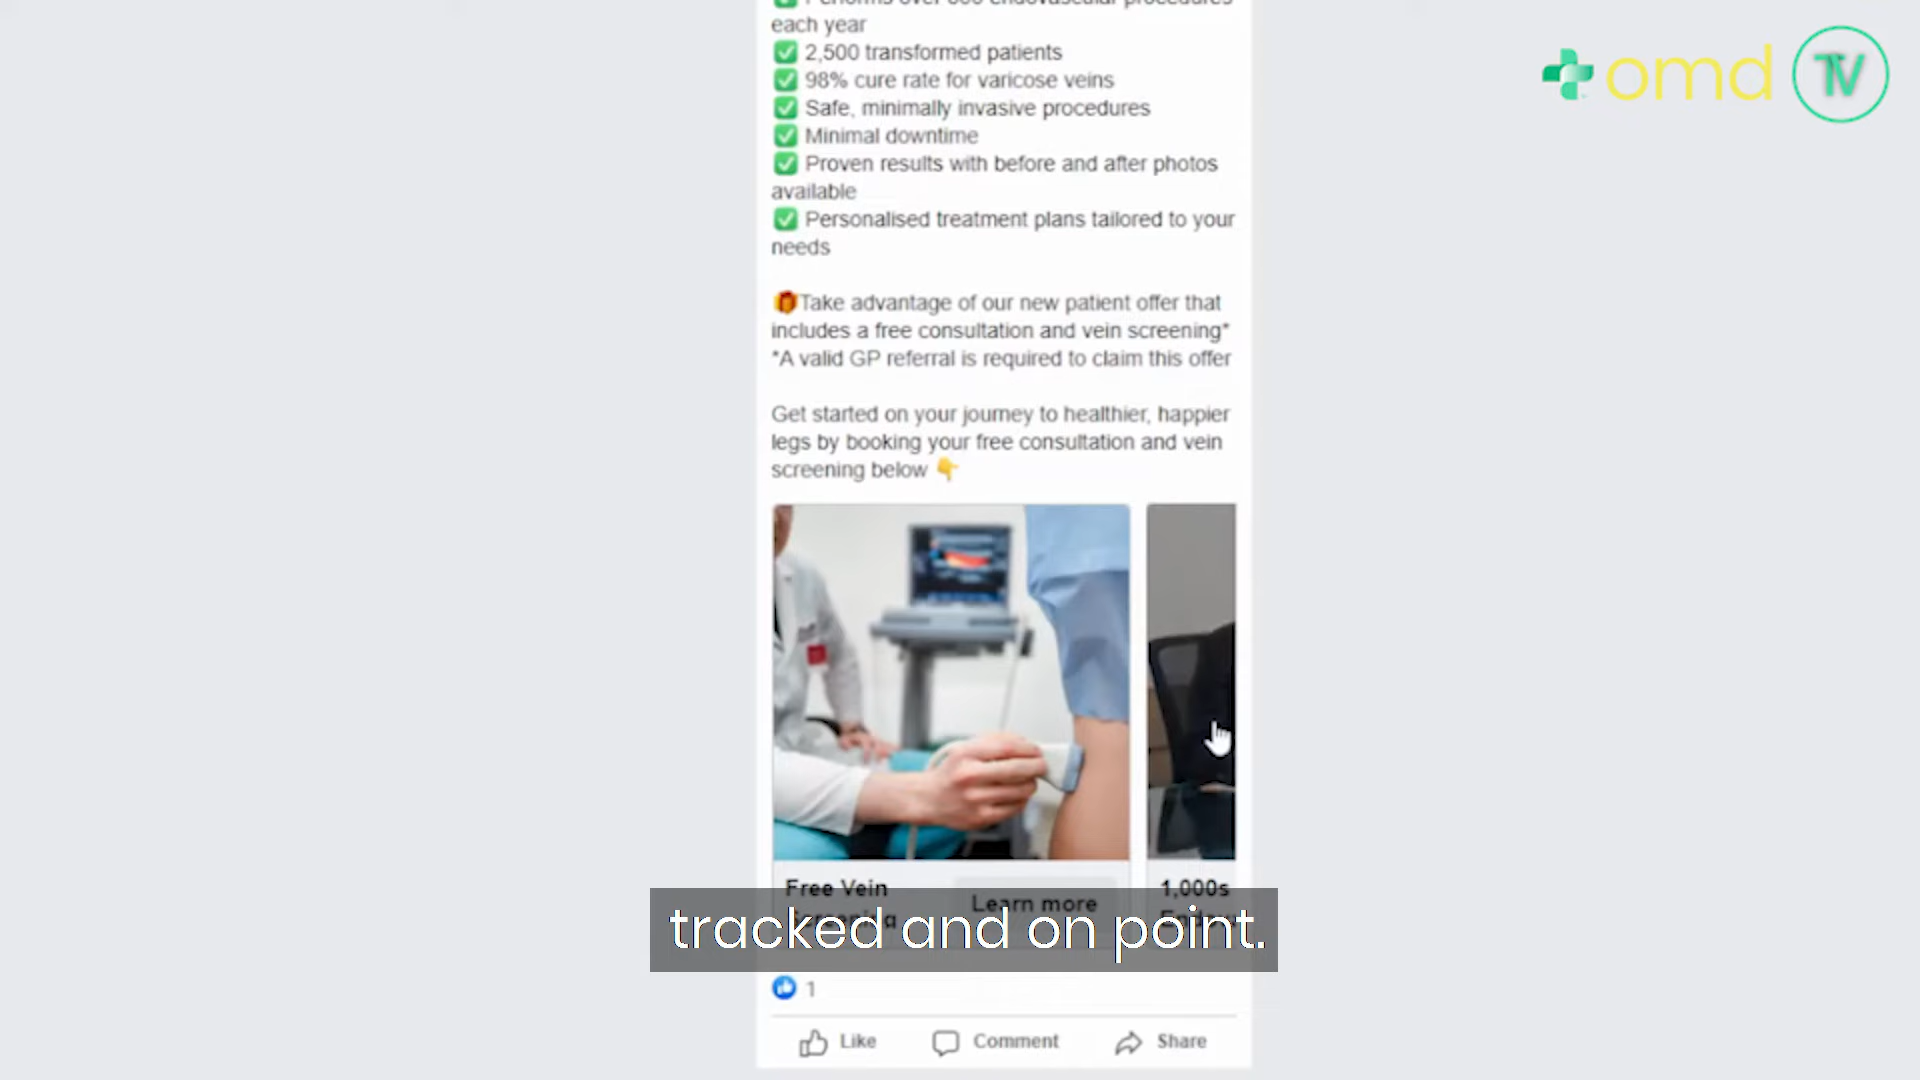 each year
✅ 2,500 transformed patients
✅ 98% cure rate for varicose veins
✅ Safe, minimally invasive procedures
✅ Minimal downtime
✅ Proven results with before and after photos
available
✅ Personalised treatment plans tailored to your
needs
🎁Take advantage of our new patient offer that
includes a free consultation and vein screening*
*A valid GP referral is required to claim this offer
Get started on your journey to healthier, happier
legs by booking your free consultation and vein
screening below 👇
Free Vein
Screening
Learn more
1,000s
tracked and on point.
1
Like
Comment
Share
omd
TV